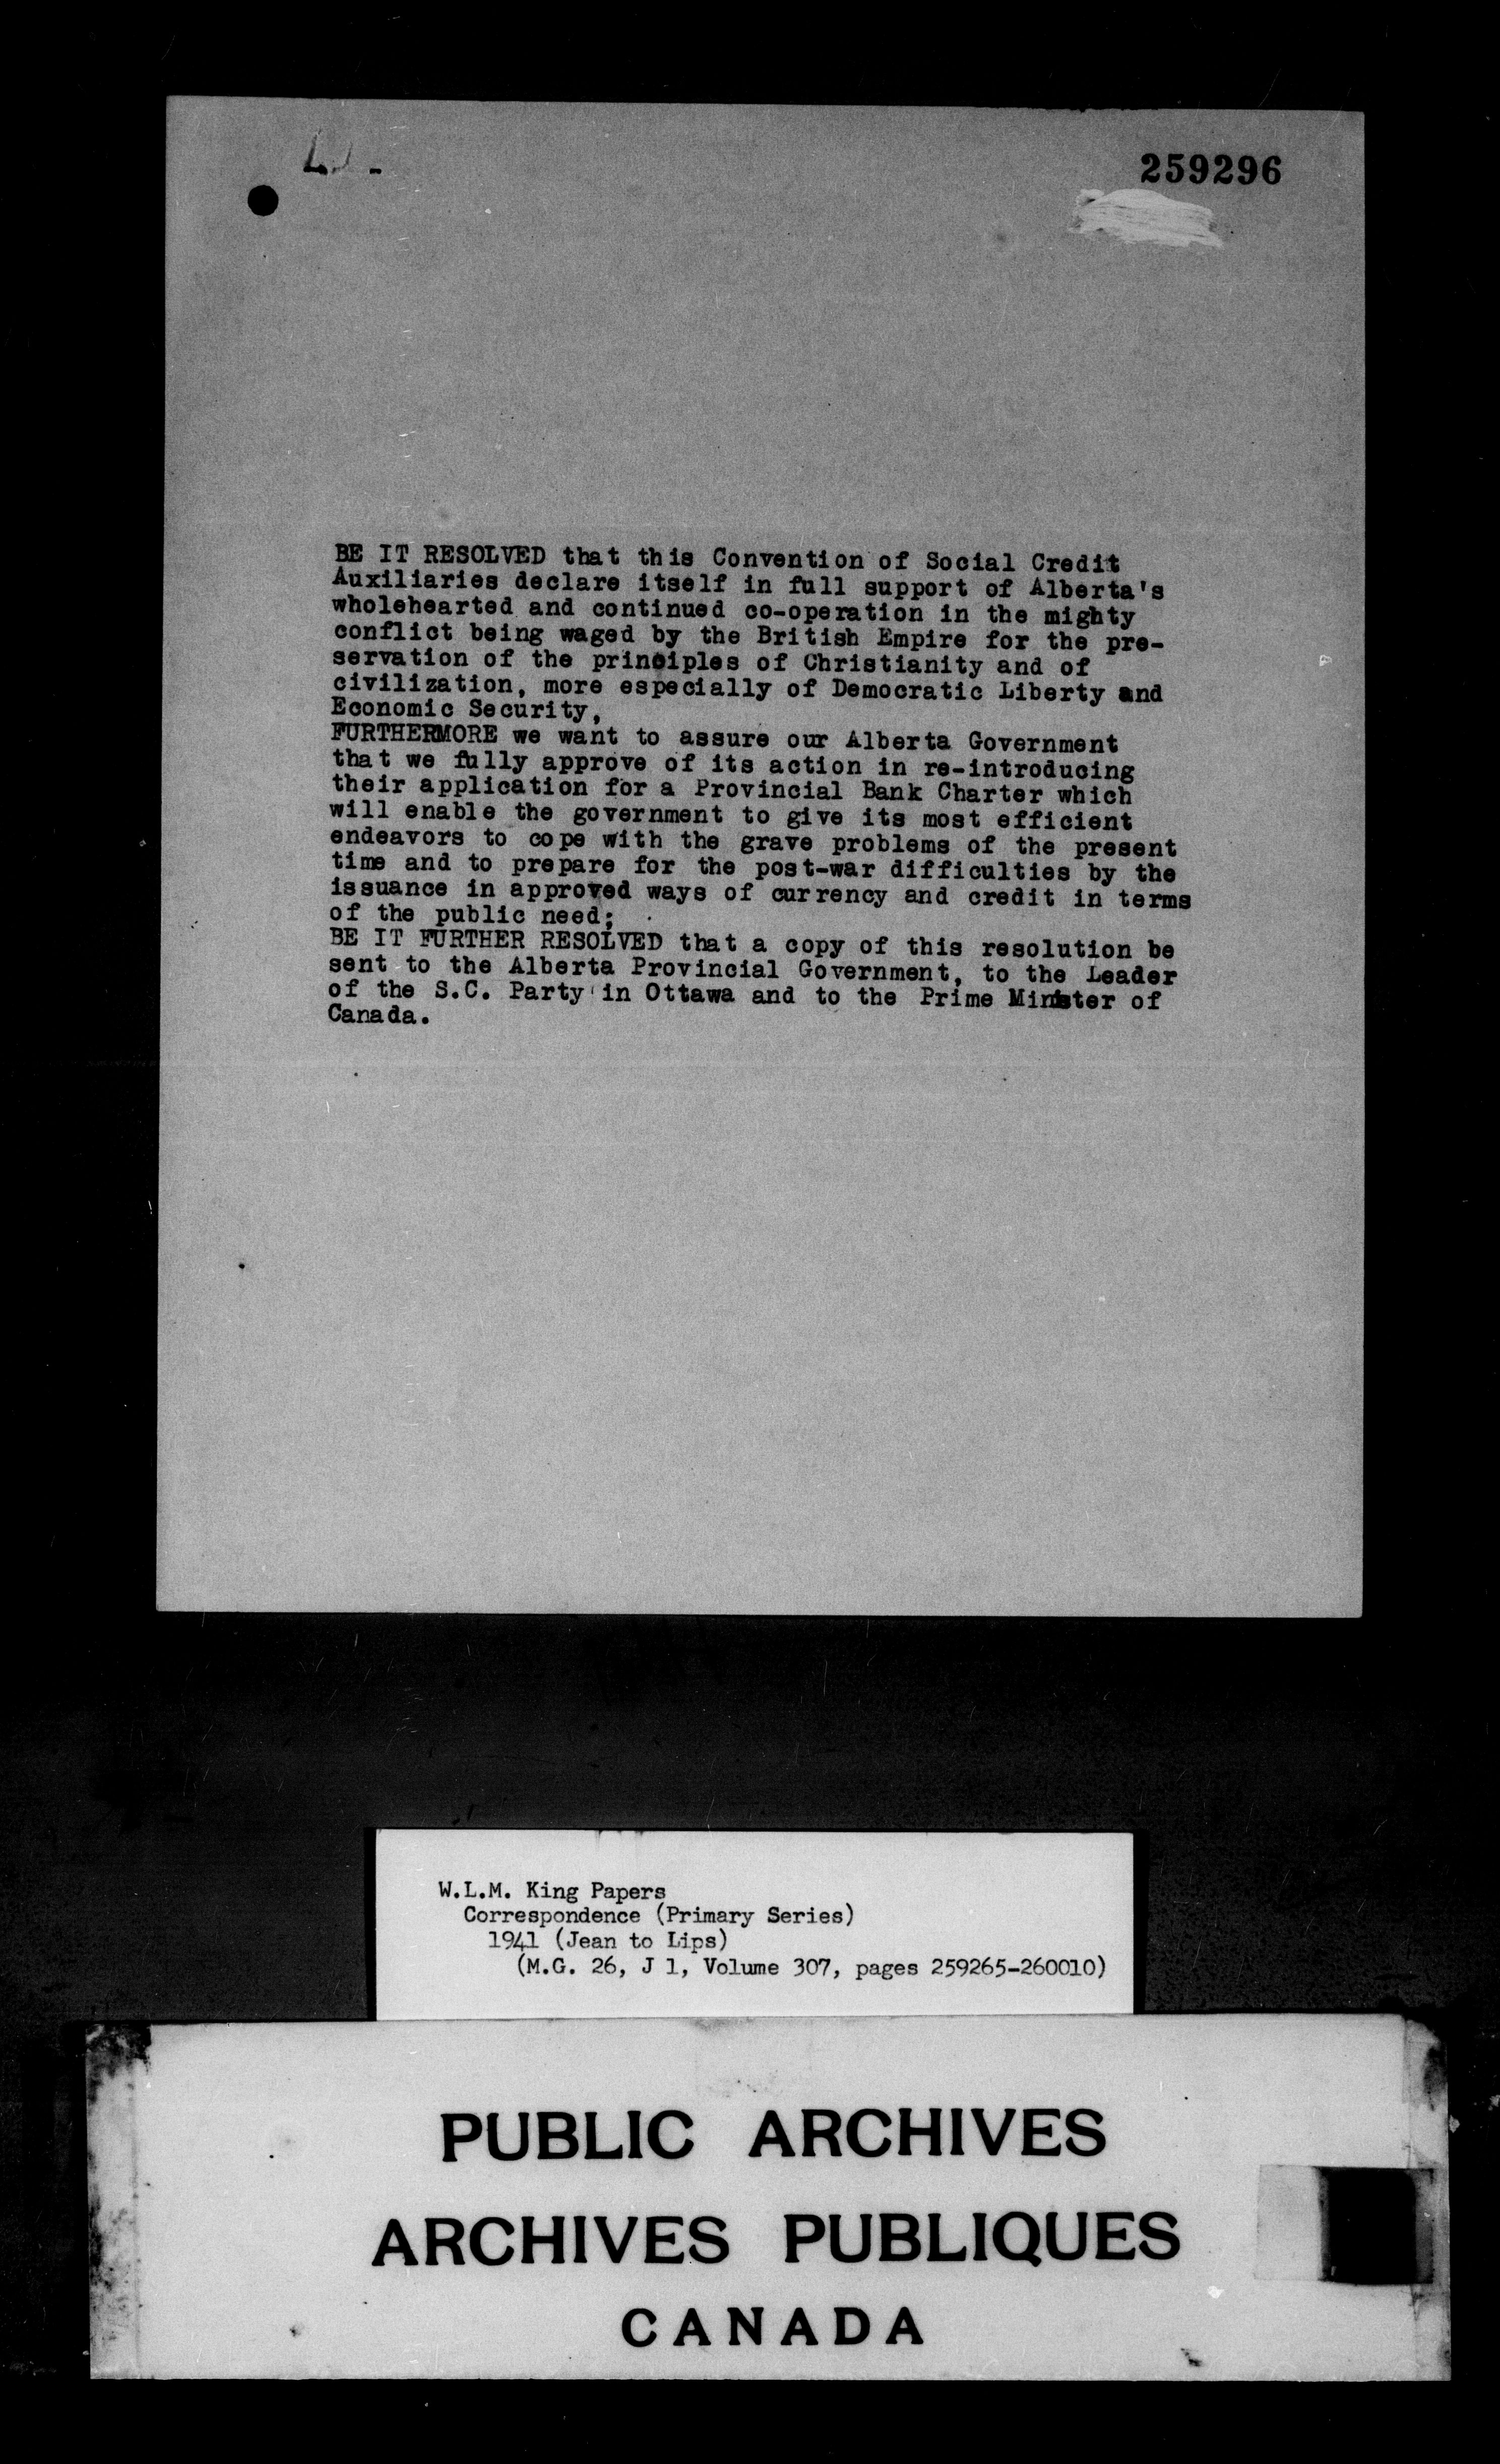 259296
BE IT RESOLVED that this Convention of Social Credit
Auxiliaries declare itself in full support of Alberta's
wholehearted and continued co-operation in the mighty
conflict being waged by the British Empire for the pre-
servation of the principles of Christianity and of
civilization, more especially of Democratic Liberty and
Economic Security,
FURTHERMORE we want to assure our Alberta Government
that we fully approve of its action in re-introducing
their application for a Provincial Bank Charter which
will enable the government to give its most efficient
endeavors to cope with the grave problems of the present
time and to prepare for the post-war difficulties by the
issuance in approved ways of currency and credit in terms
of the public need;
BE IT FURTHER RESOLVED that a copy of this resolution be
sent to the Alberta Provincial Government, to the Leader
of the S.C. Party in Ottawa and to the Prime Minister of
Canada.
W.L.M. King Papers
Correspondence (Primary Series)
1941 (Jean to Lips)
(M.G. 26, J 1, Volume 307, pages 259265-260010)
PUBLIC ARCHIVES
ARCHIVES PUBLIQUES
CANADA